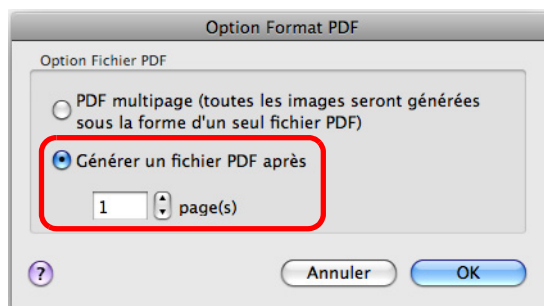 Option Format PDF
Option Fichier PDF
PDF multipage (toutes les images seront générées
sous la forme d'un seul fichier PDF)
Générer un fichier PDF après
1 page(s)
? Annuler OK